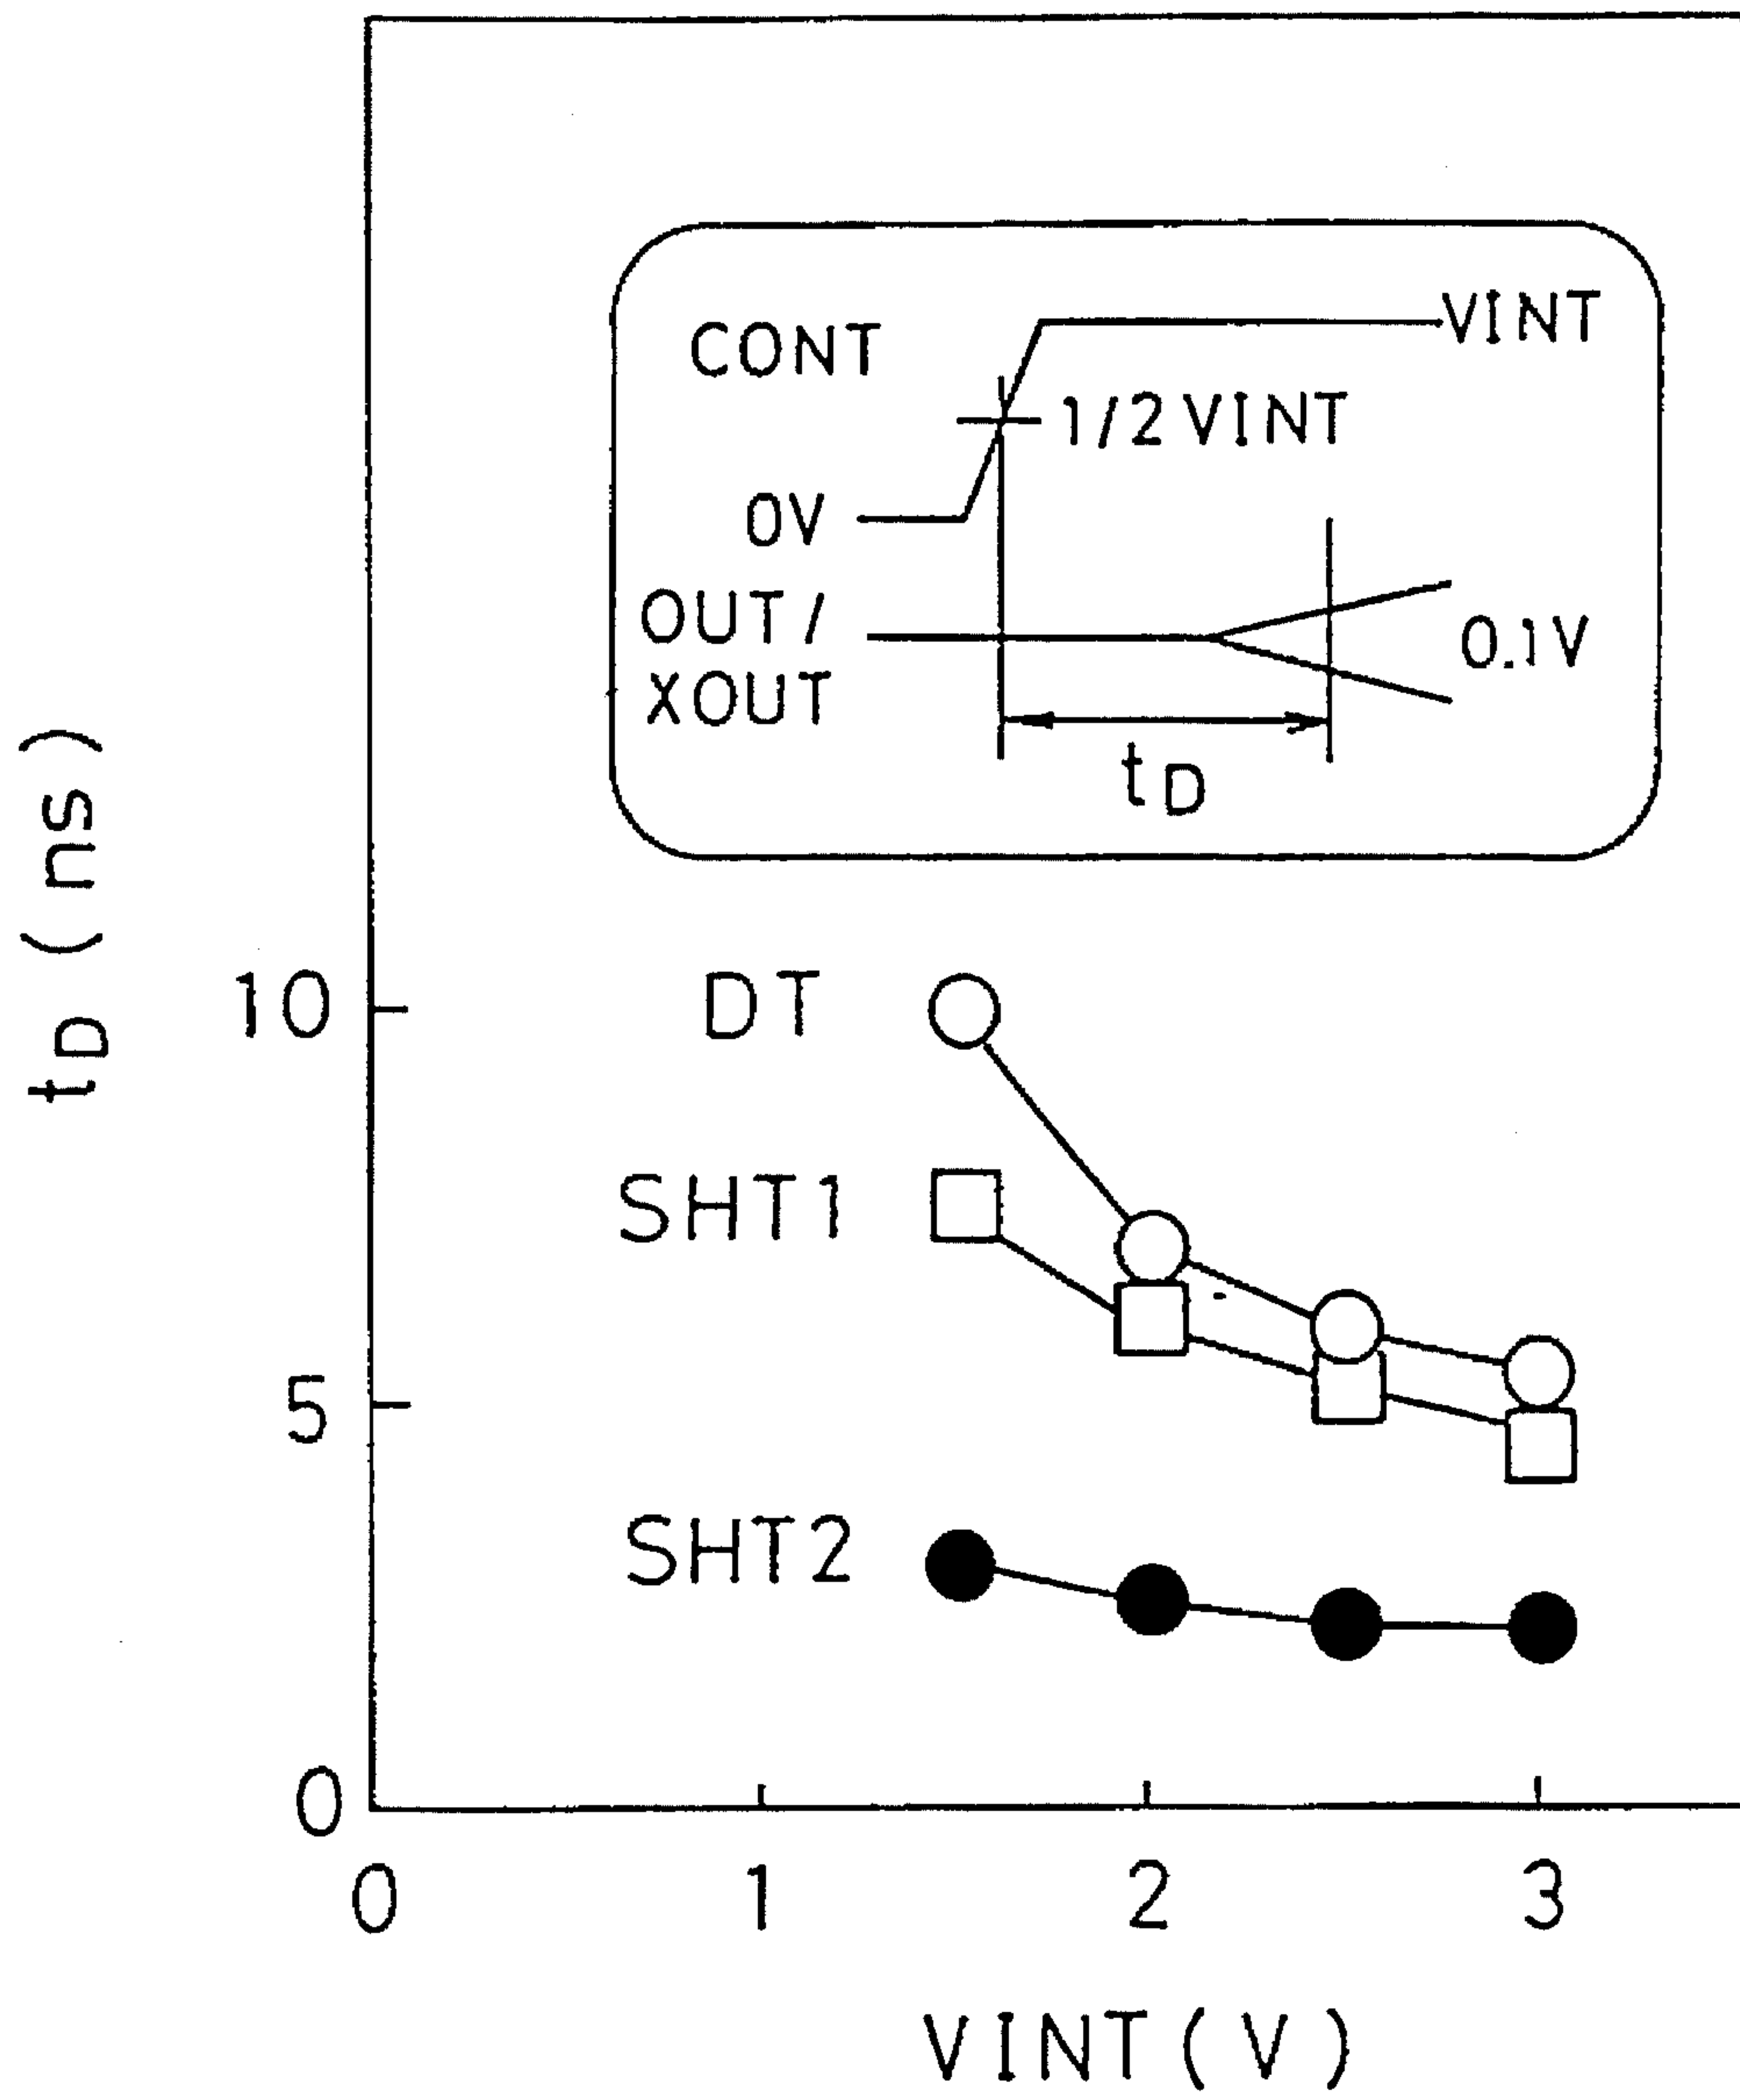 CONT
VINT
1/2 VINT
0V
OUT/
XOUT
0.1V
tD
tD (ns)
10
DT
SHT1
5
SHT2
0
0 1 2 3
VINT(V)